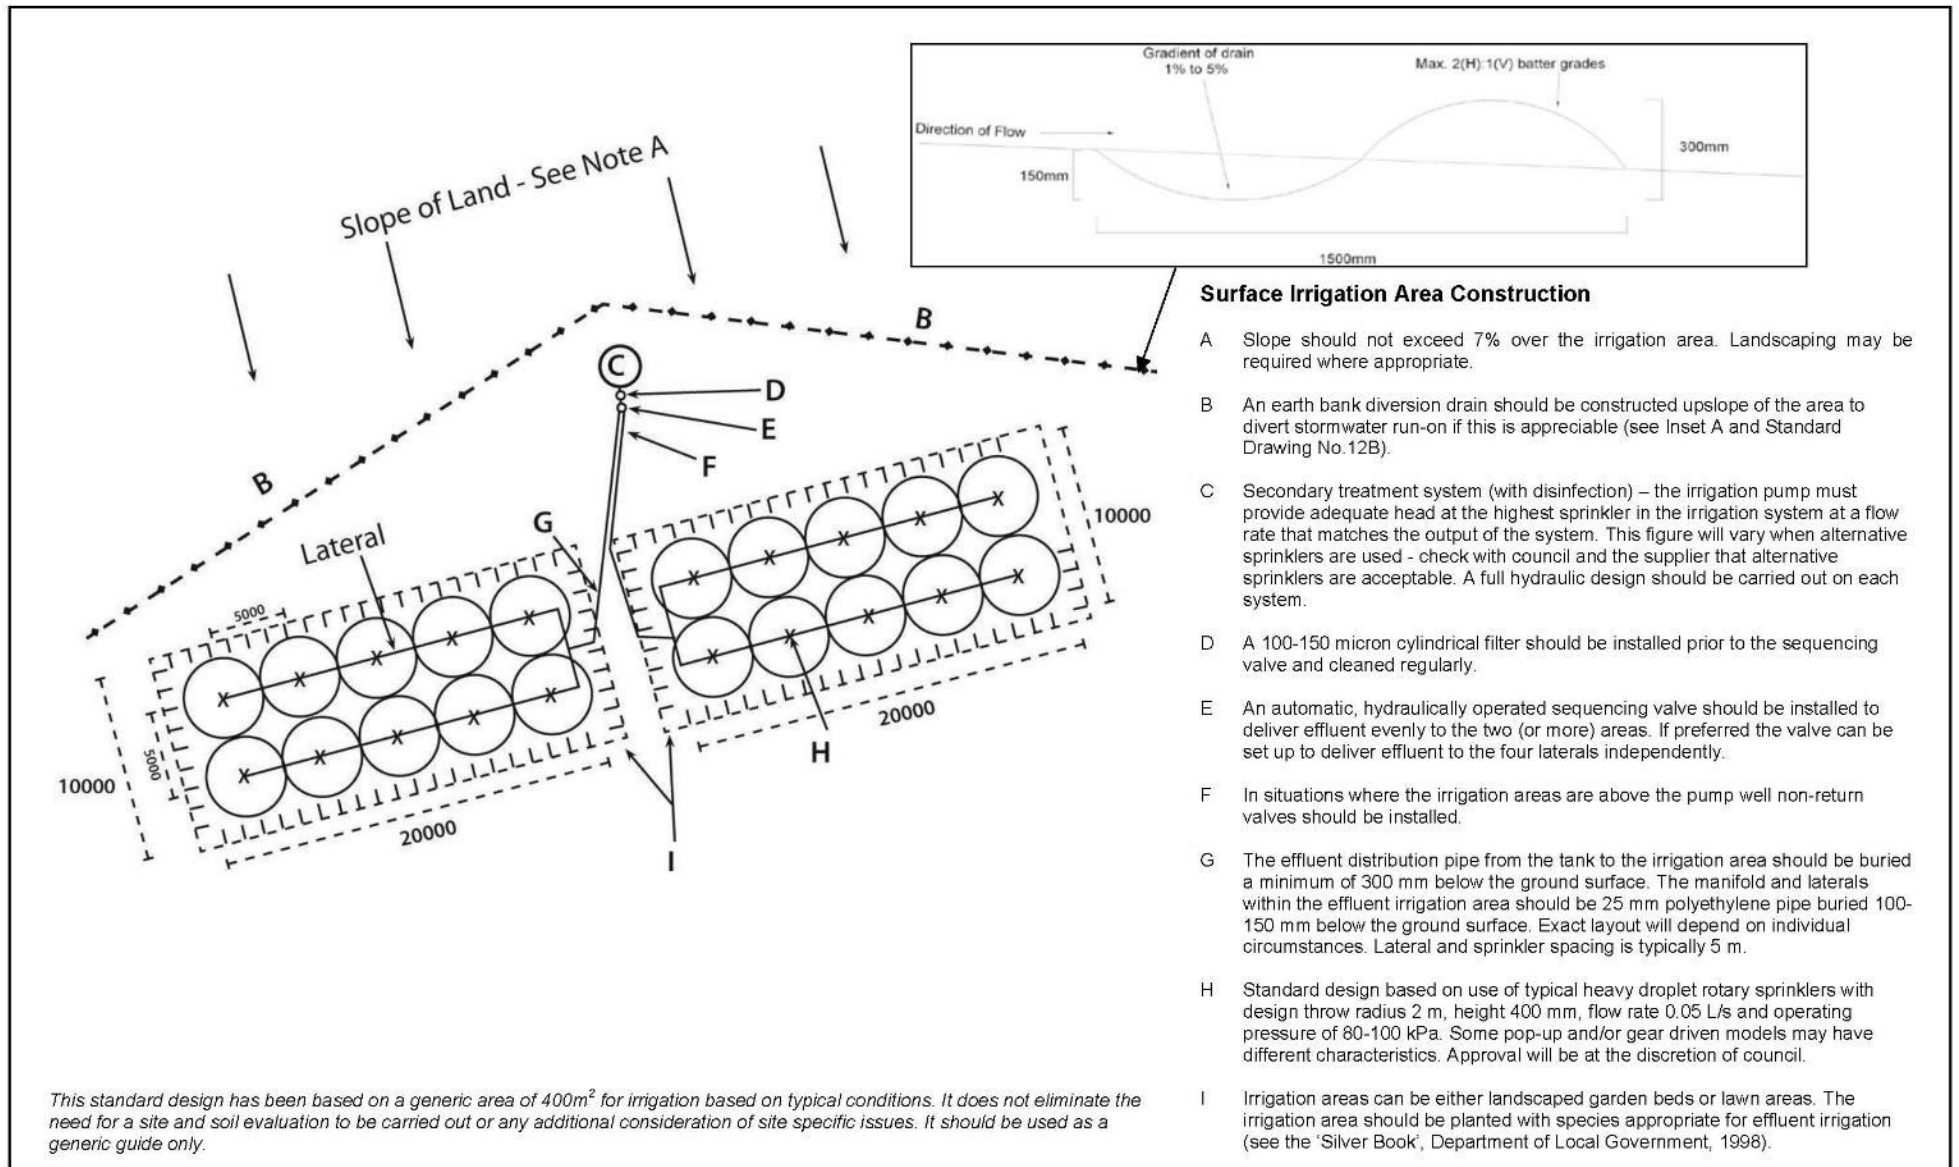 Gradient of drain
1% to 5%
Max. 2(H):1(V) batter grades
Direction of Flow
150mm
300mm
1500mm
Slope of Land - See Note A
B
B
C
D
E
F
G
Lateral
5000
5000
10000
20000
10000
20000
H
I
Surface Irrigation Area Construction
A Slope should not exceed 7% over the irrigation area. Landscaping may be
required where appropriate.
B An earth bank diversion drain should be constructed upslope of the area to
divert stormwater run-on if this is appreciable (see Inset A and Standard
Drawing No.12B).
C Secondary treatment system (with disinfection) – the irrigation pump must
provide adequate head at the highest sprinkler in the irrigation system at a flow
rate that matches the output of the system. This figure will vary when alternative
sprinklers are used - check with council and the supplier that alternative
sprinklers are acceptable. A full hydraulic design should be carried out on each
system.
D A 100-150 micron cylindrical filter should be installed prior to the sequencing
valve and cleaned regularly.
E An automatic, hydraulically operated sequencing valve should be installed to
deliver effluent evenly to the two (or more) areas. If preferred the valve can be
set up to deliver effluent to the four laterals independently.
F In situations where the irrigation areas are above the pump well non-return
valves should be installed.
G The effluent distribution pipe from the tank to the irrigation area should be buried
a minimum of 300 mm below the ground surface. The manifold and laterals
within the effluent irrigation area should be 25 mm polyethylene pipe buried 100-
150 mm below the ground surface. Exact layout will depend on individual
circumstances. Lateral and sprinkler spacing is typically 5 m.
H Standard design based on use of typical heavy droplet rotary sprinklers with
design throw radius 2 m, height 400 mm, flow rate 0.05 L/s and operating
pressure of 80-100 kPa. Some pop-up and/or gear driven models may have
different characteristics. Approval will be at the discretion of council.
I Irrigation areas can be either landscaped garden beds or lawn areas. The
irrigation area should be planted with species appropriate for effluent irrigation
(see the 'Silver Book', Department of Local Government, 1998).
This standard design has been based on a generic area of 400m² for irrigation based on typical conditions. It does not eliminate the
need for a site and soil evaluation to be carried out or any additional consideration of site specific issues. It should be used as a
generic guide only.